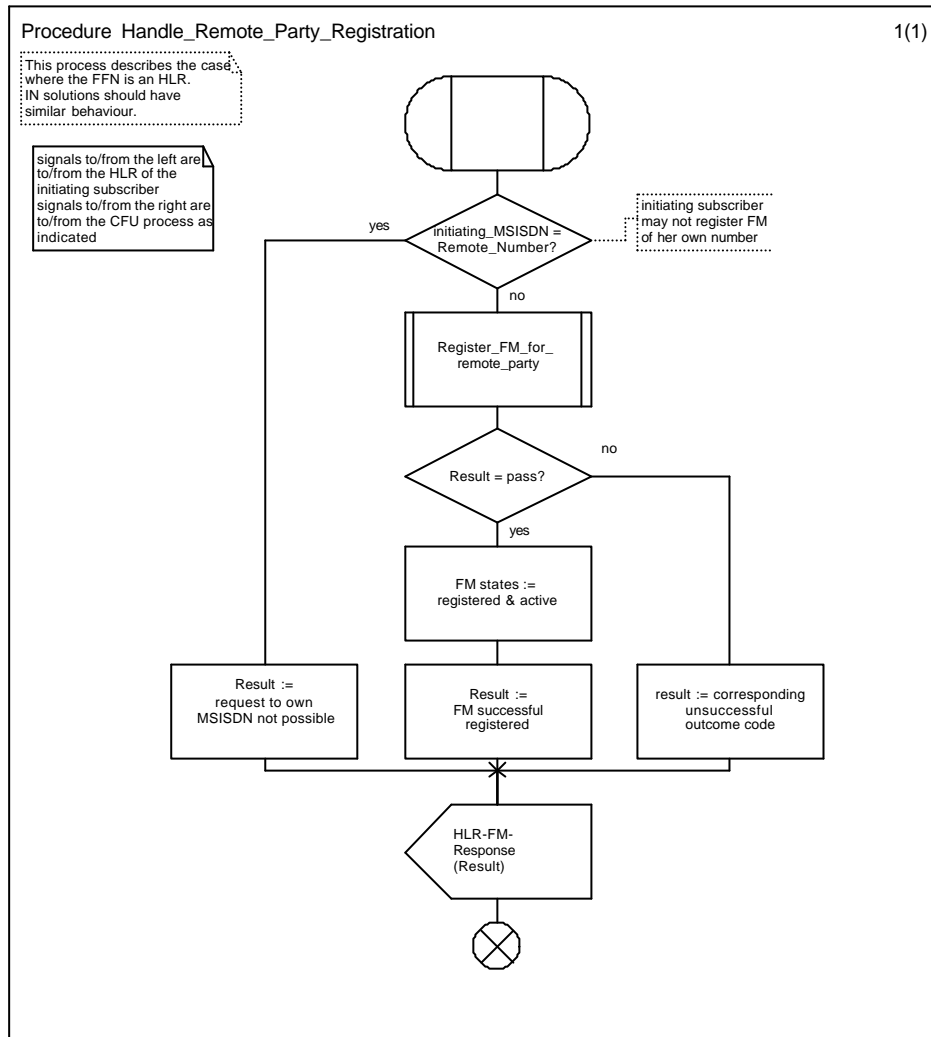 Procedure Handle_Remote_Party_Registration
1(1)
This process describes the case
where the FFN is an HLR.
IN solutions should have
similar behaviour.
signals to/from the left are
to/from the HLR of the
initiating subscriber
signals to/from the right are
to/from the CFU process as
indicated
yes
initiating_MSISDN =
Remote_Number?
initiating subscriber
may not register FM
of her own number
no
Register_FM_for_
remote_party
no
Result = pass?
yes
FM states :=
registered & active
Result :=
request to own
MSISDN not possible
Result :=
FM successful
registered
result := corresponding
unsuccessful
outcome code
HLR-FM-
Response
(Result)